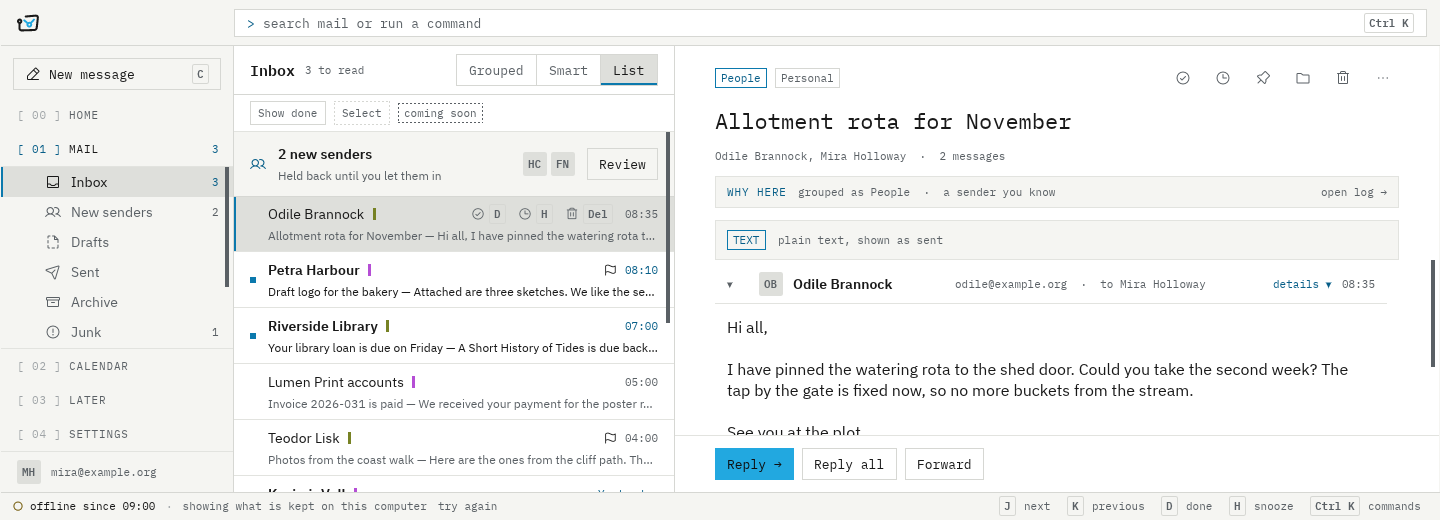 > search mail or run a command Ctrl K
New message C
Inbox 3 to read Grouped Smart List
Show done Select coming soon
[ 00 ] HOME
[ 01 ] MAIL 3
Inbox 3
New senders 2
Drafts
Sent
Archive
Junk 1
[ 02 ] CALENDAR
[ 03 ] LATER
[ 04 ] SETTINGS
MH mira@example.org
2 new senders
Held back until you let them in
HC FN Review
Odile Brannock D H Del 08:35
Allotment rota for November — Hi all, I have pinned the watering rota t…
Petra Harbour 08:10
Draft logo for the bakery — Attached are three sketches. We like the se…
Riverside Library 07:00
Your library loan is due on Friday — A Short History of Tides is due back…
Lumen Print accounts 05:00
Invoice 2026-031 is paid — We received your payment for the poster r…
Teodor Lisk 04:00
Photos from the coast walk — Here are the ones from the cliff path. Th…
People Personal
Allotment rota for November
Odile Brannock, Mira Holloway · 2 messages
WHY HERE grouped as People · a sender you know open log →
TEXT plain text, shown as sent
OB Odile Brannock odile@example.org · to Mira Holloway details ▾ 08:35
Hi all,
I have pinned the watering rota to the shed door. Could you take the second week? The
tap by the gate is fixed now, so no more buckets from the stream.
See you at the plot
Reply → Reply all Forward
offline since 09:00 · showing what is kept on this computer try again
J next K previous D done H snooze Ctrl K commands